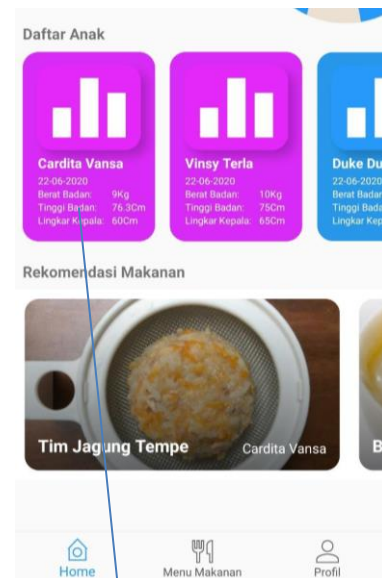 Daftar Anak
Cardita Vansa
22-06-2020
Berat Badan: 9Kg
Tinggi Badan: 76.3Cm
Lingkar Kepala: 60Cm
Vinsy Terla
22-06-2020
Berat Badan: 10Kg
Tinggi Badan: 75Cm
Lingkar Kepala: 65Cm
Duke Du
22-06-2020
Berat Badan
Tinggi Bada
Lingkar Kep
Rekomendasi Makanan
Tim Jagung Tempe
Cardita Vansa
B
Home
Menu Makanan
Profil